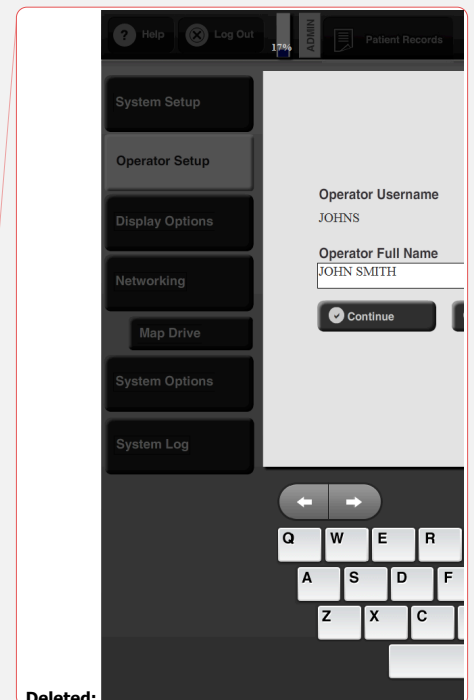 Help
Log Out
17%
ADMIN
Patient Records
System Setup
Operator Setup
Display Options
Networking
Map Drive
System Options
System Log
Operator Username
JOHNS
Operator Full Name
JOHN SMITH
Continue
Q W E R
A S D F
Z X C
Deleted: